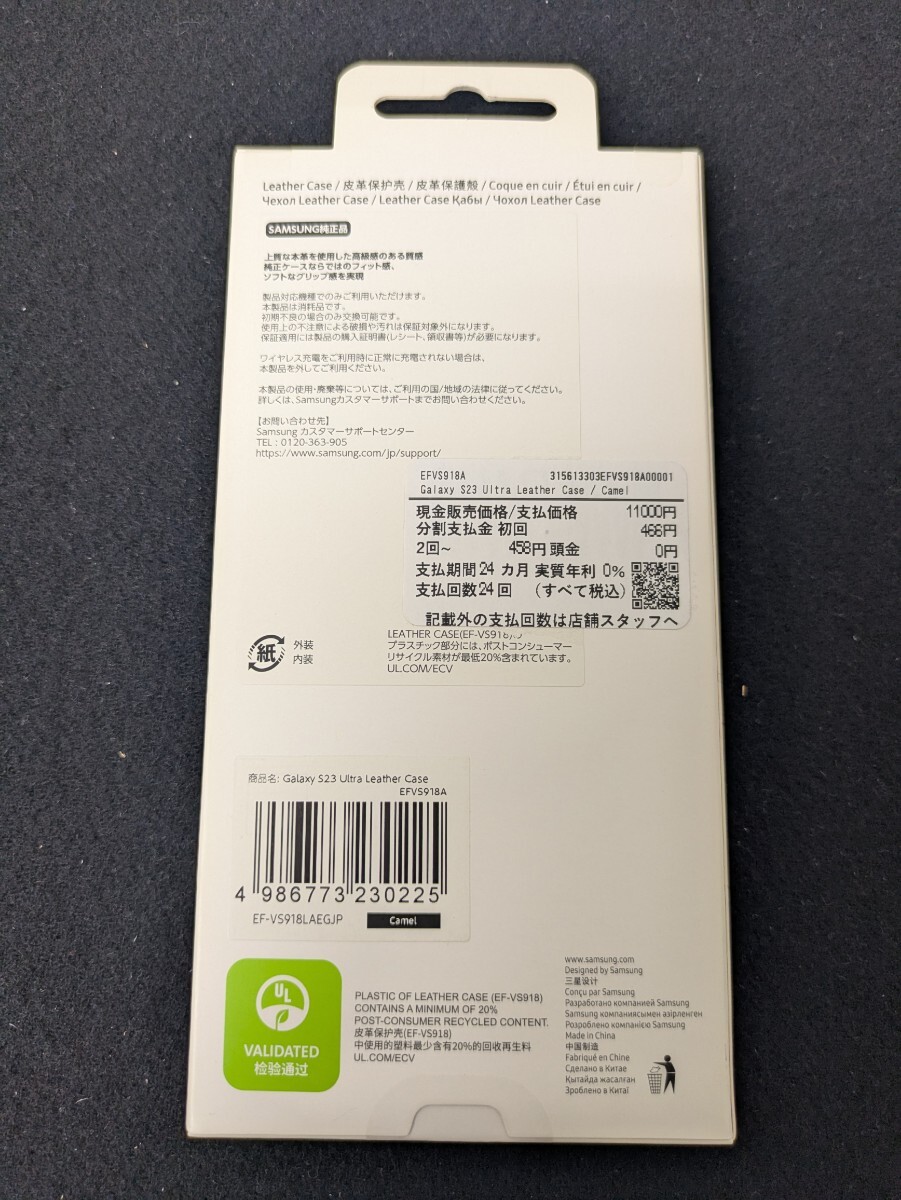 Leather Case / 皮革保护壳 / 皮革保護殼 / Coque en cuir / Étui en cuir /
Чехол Leather Case / Leather Case Қабы / Чохол Leather Case
SAMSUNG純正品
上質な本革を使用した高級感のある質感
純正ケースならではのフィット感、
ソフトなグリップ感を実現
製品対応機種でのみご利用いただけます。
本製品は消耗品です。
初期不良の場合のみ交換可能です。
使用上の不注意による破損や汚れは保証対象外になります。
保証適用には製品の購入証明書(レシート、領収書等)が必要になります。
ワイヤレス充電をご利用時に正常に充電されない場合は、
本製品を外してご利用ください。
本製品の使用・廃棄等については、ご利用の国/地域の法律に従ってください。
詳しくは、Samsungカスタマーサポートまでお問い合わせください。
【お問い合わせ先】
Samsung カスタマーサポートセンター
TEL : 0120-363-905
https://www.samsung.com/jp/support/
EFVS918A 315613303EFVS918A00001
Galaxy S23 Ultra Leather Case / Camel
現金販売価格/支払価格 11000円
分割支払金 初回 466円
2回~ 458円 頭金 0円
支払期間24 カ月 実質年利 0%
支払回数24 回 (すべて税込)
記載外の支払回数は店舗スタッフへ
紙 外装
内装
LEATHER CASE(EF-VS918)の
プラスチック部分には、ポストコンシューマー
リサイクル素材が最低20%含まれています。
UL.COM/ECV
商品名: Galaxy S23 Ultra Leather Case
EFVS918A
4 986773 230225
EF-VS918LAEGJP Camel
UL
VALIDATED
检验通过
PLASTIC OF LEATHER CASE (EF-VS918)
CONTAINS A MINIMUM OF 20%
POST-CONSUMER RECYCLED CONTENT.
皮革保护壳(EF-VS918)
中使用的塑料最少含有20%的回收再生料
UL.COM/ECV
www.samsung.com
Designed by Samsung
三星设计
Conçu par Samsung
Разработано компанией Samsung
Samsung компаниясымен әзірленген
Розроблено компанією Samsung
Made in China
中国制造
Fabriqué en Chine
Сделано в Китае
Қытайда жасалған
Зроблено в Китаї